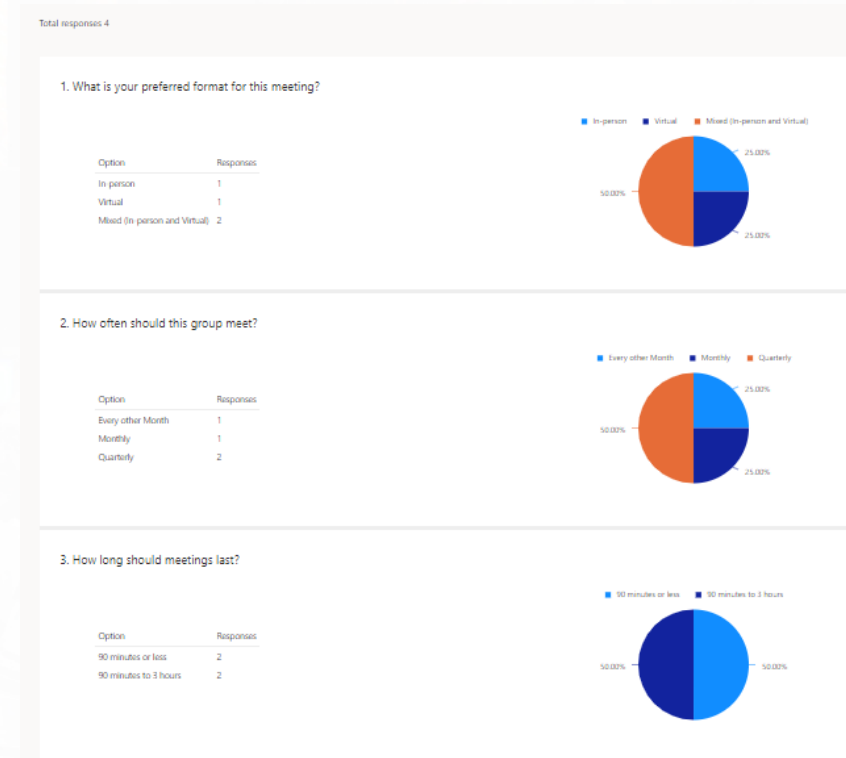 Total responses 4
1. What is your preferred format for this meeting?
In-person Virtual Mixed (In-person and Virtual)
Option Responses
In-person 1
Virtual 1
Mixed (In-person and Virtual) 2
25.00%
50.00%
25.00%
2. How often should this group meet?
Every other Month Monthly Quarterly
Option Responses
Every other Month 1
Monthly 1
Quarterly 2
25.00%
50.00%
25.00%
3. How long should meetings last?
90 minutes or less 90 minutes to 3 hours
Option Responses
90 minutes or less 2
90 minutes to 3 hours 2
50.00% 50.00%